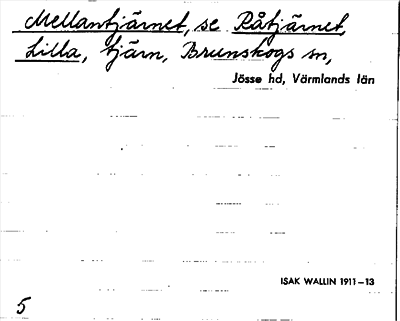 Mellantjärnet, se Råtjärnet,
Lilla, tjärn, Brunskogs sn,
Jösse hd, Värmlands län
ISAK WALLIN 1911–13
5